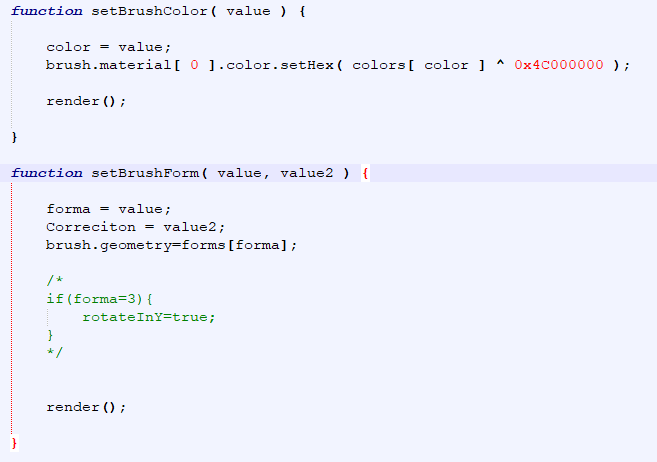 function setBrushColor( value ) {
color = value;
brush.material[ 0 ].color.setHex( colors[ color ] ^ 0x4C000000 );
render();
}
function setBrushForm( value, value2 ) {
forma = value;
Correciton = value2;
brush.geometry=forms[forma];
/*
if(forma=3){
rotateInY=true;
}
*/
render();
}